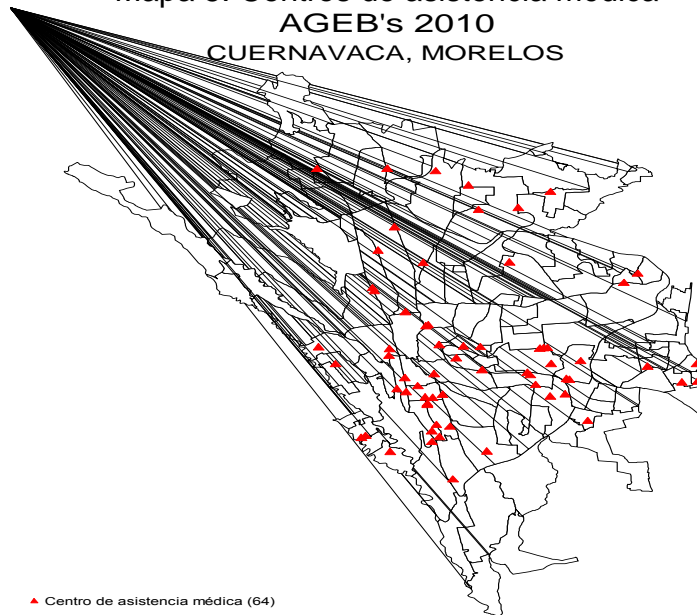 AGEB's 2010
CUERNAVACA, MORELOS
Centro de asistencia médica (64)